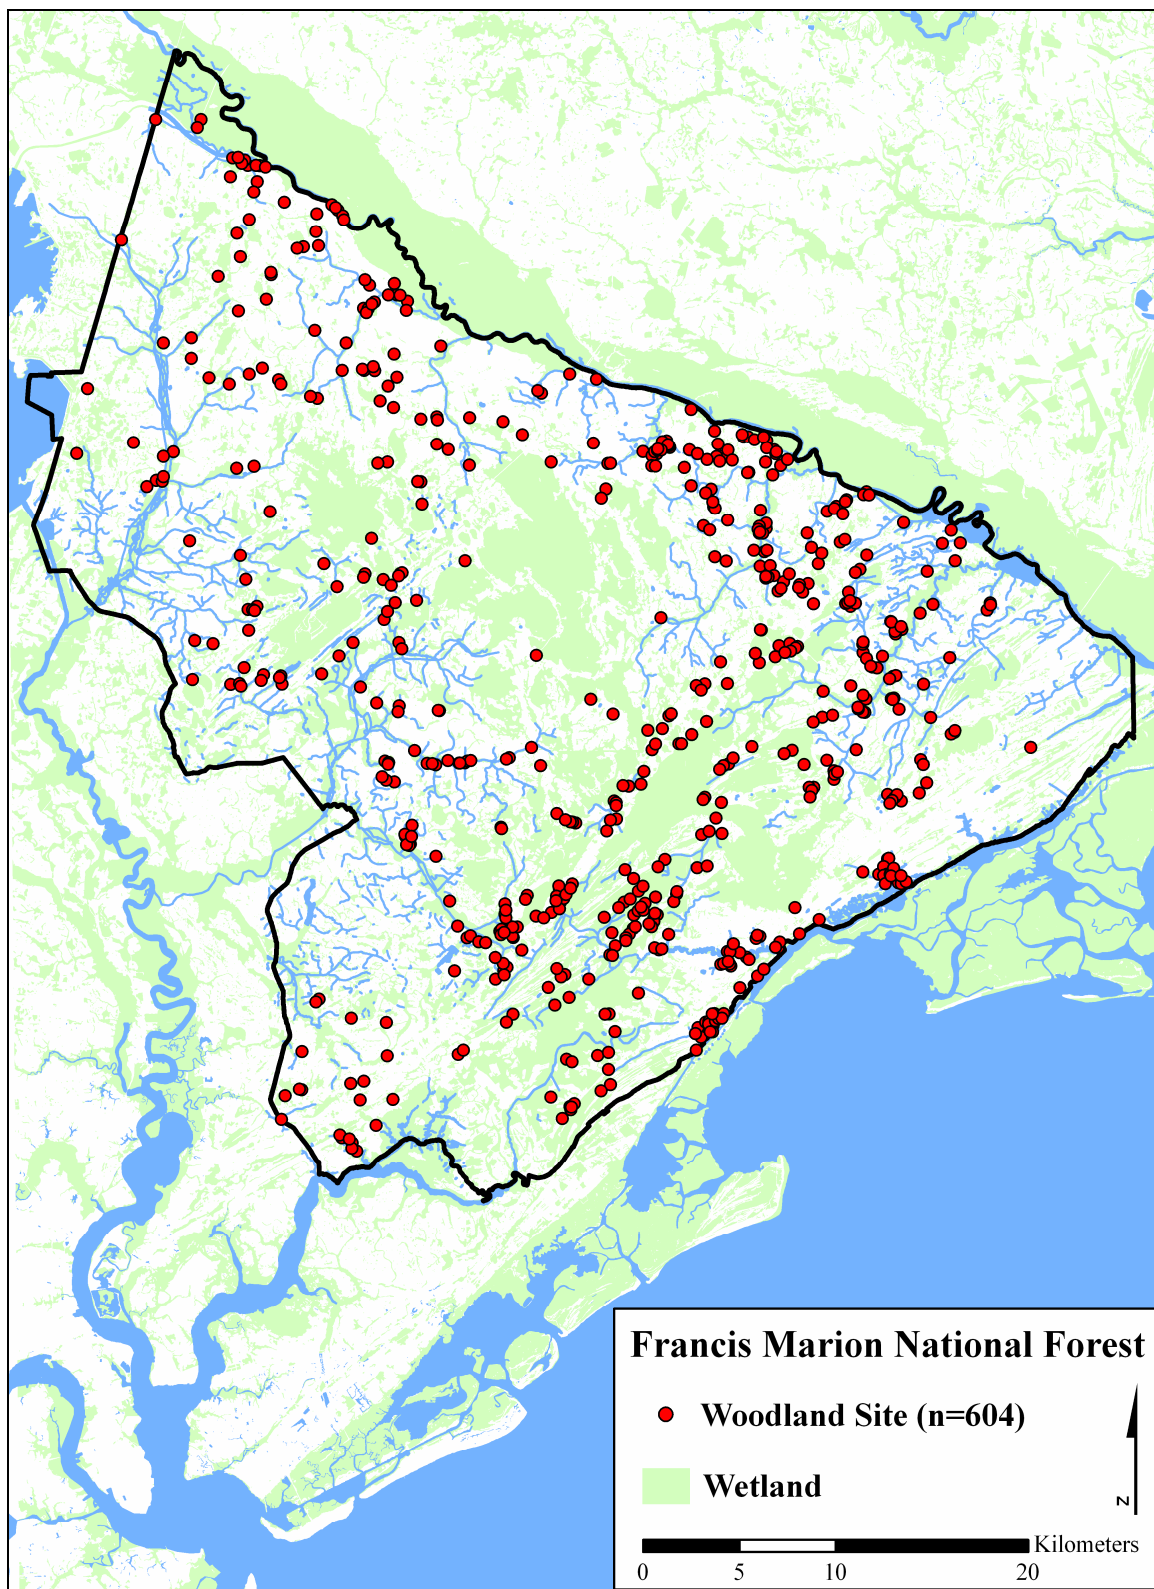 Francis Marion National Forest
Woodland Site (n=604)
Wetland
N
Kilometers
0 5 10 20